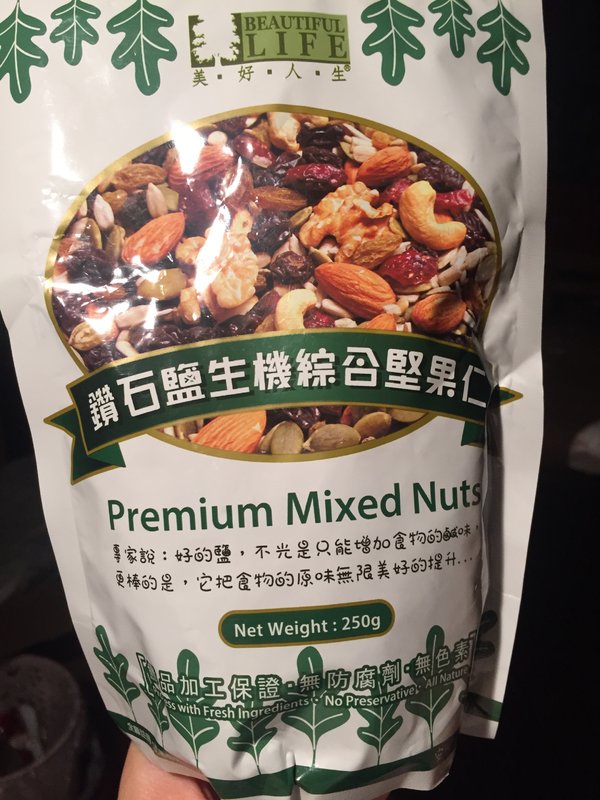 BEAUTIFUL
LIFE
美·好·人·生®
鑽石鹽生機綜合堅果仁
Premium Mixed Nuts
專家說：好的鹽，不光是只能增加食物的鹹味，
更棒的是，它把食物的原味無限美好的提升...
Net Weight : 250g
品加工保證·無防腐劑·無色素
with Fresh Ingredients · No Preservative · All Nature